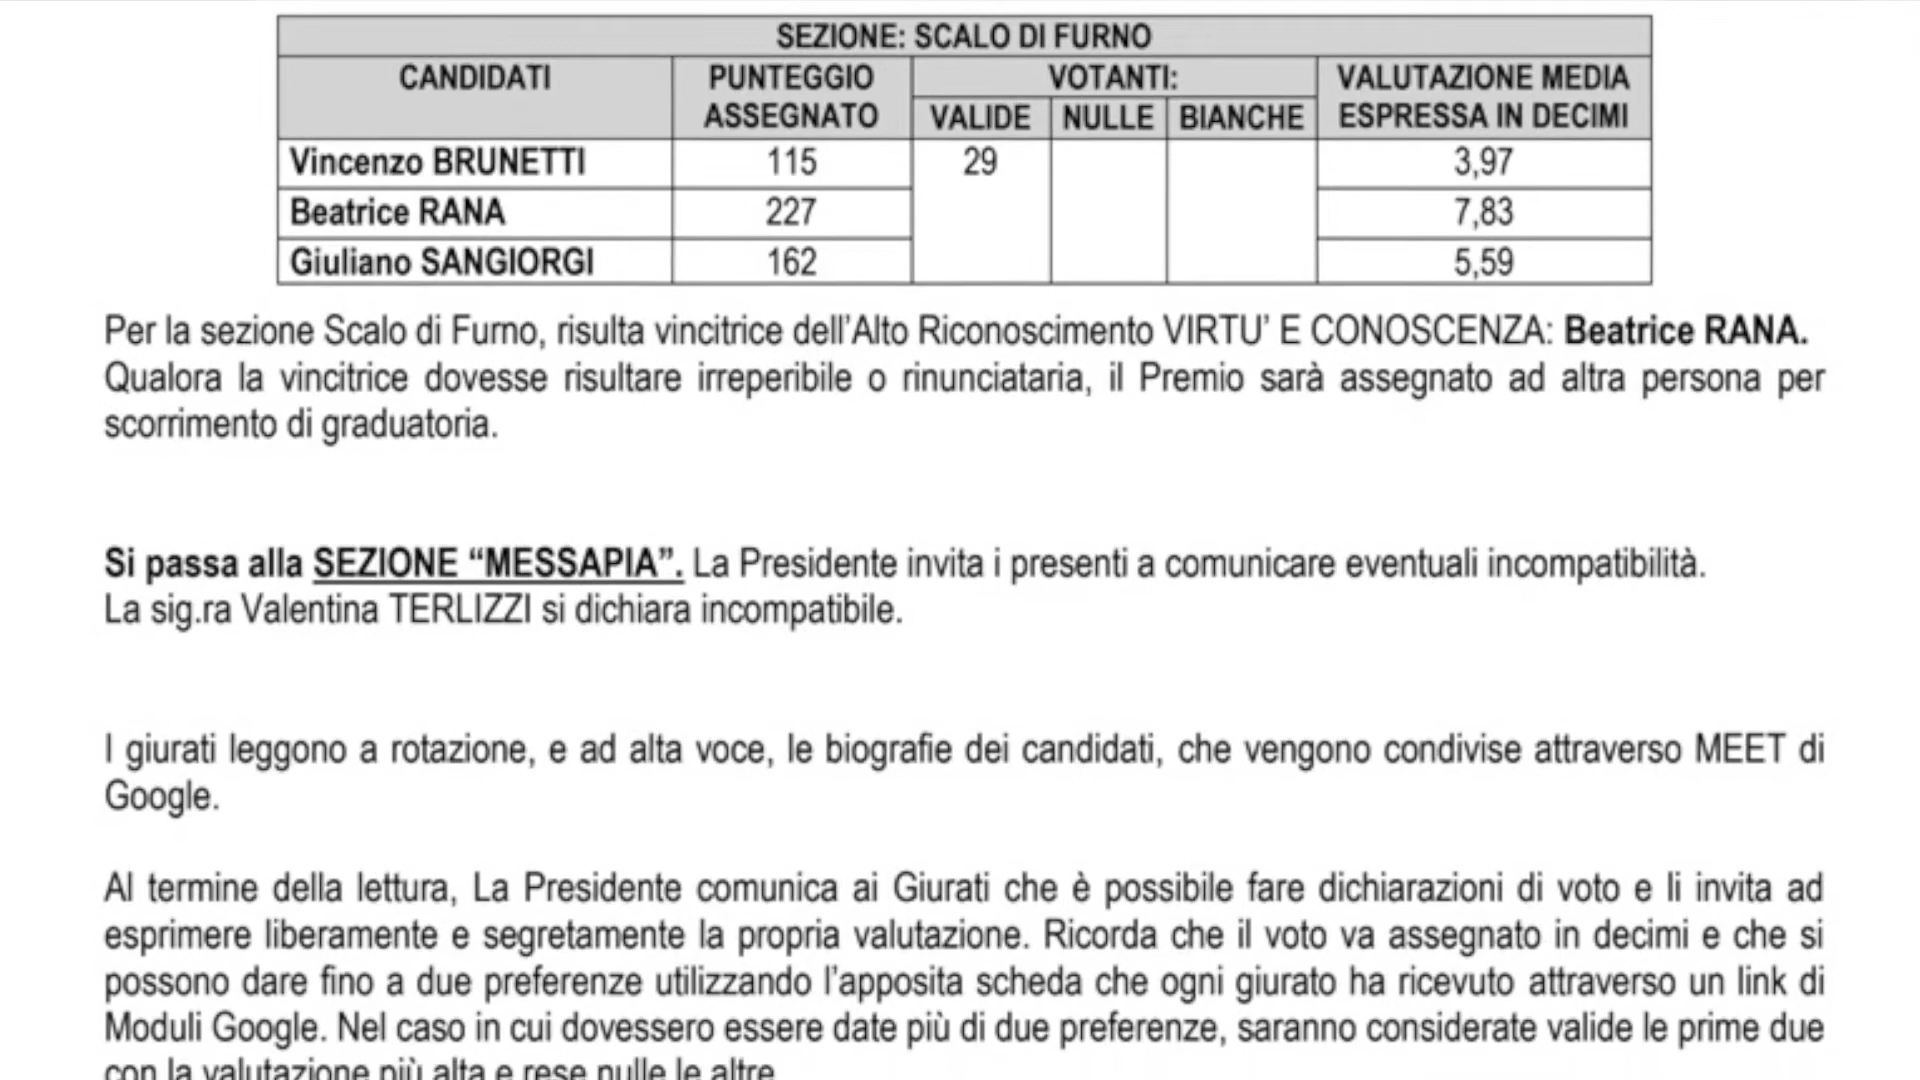 SEZIONE: SCALO DI FURNO
CANDIDATI PUNTEGGIO ASSEGNATO VOTANTI: VALUTAZIONE MEDIA ESPRESSA IN DECIMI
VALIDE NULLE BIANCHE
Vincenzo BRUNETTI 115 29 3,97
Beatrice RANA 227 7,83
Giuliano SANGIORGI 162 5,59
Per la sezione Scalo di Furno, risulta vincitrice dell'Alto Riconoscimento VIRTU' E CONOSCENZA: Beatrice RANA.
Qualora la vincitrice dovesse risultare irreperibile o rinunciataria, il Premio sarà assegnato ad altra persona per
scorrimento di graduatoria.
Si passa alla SEZIONE “MESSAPIA”. La Presidente invita i presenti a comunicare eventuali incompatibilità.
La sig.ra Valentina TERLIZZI si dichiara incompatibile.
I giurati leggono a rotazione, e ad alta voce, le biografie dei candidati, che vengono condivise attraverso MEET di
Google.
Al termine della lettura, La Presidente comunica ai Giurati che è possibile fare dichiarazioni di voto e li invita ad
esprimere liberamente e segretamente la propria valutazione. Ricorda che il voto va assegnato in decimi e che si
possono dare fino a due preferenze utilizzando l'apposita scheda che ogni giurato ha ricevuto attraverso un link di
Moduli Google. Nel caso in cui dovessero essere date più di due preferenze, saranno considerate valide le prime due
con la valutazione più alta e rese nulle le altre.